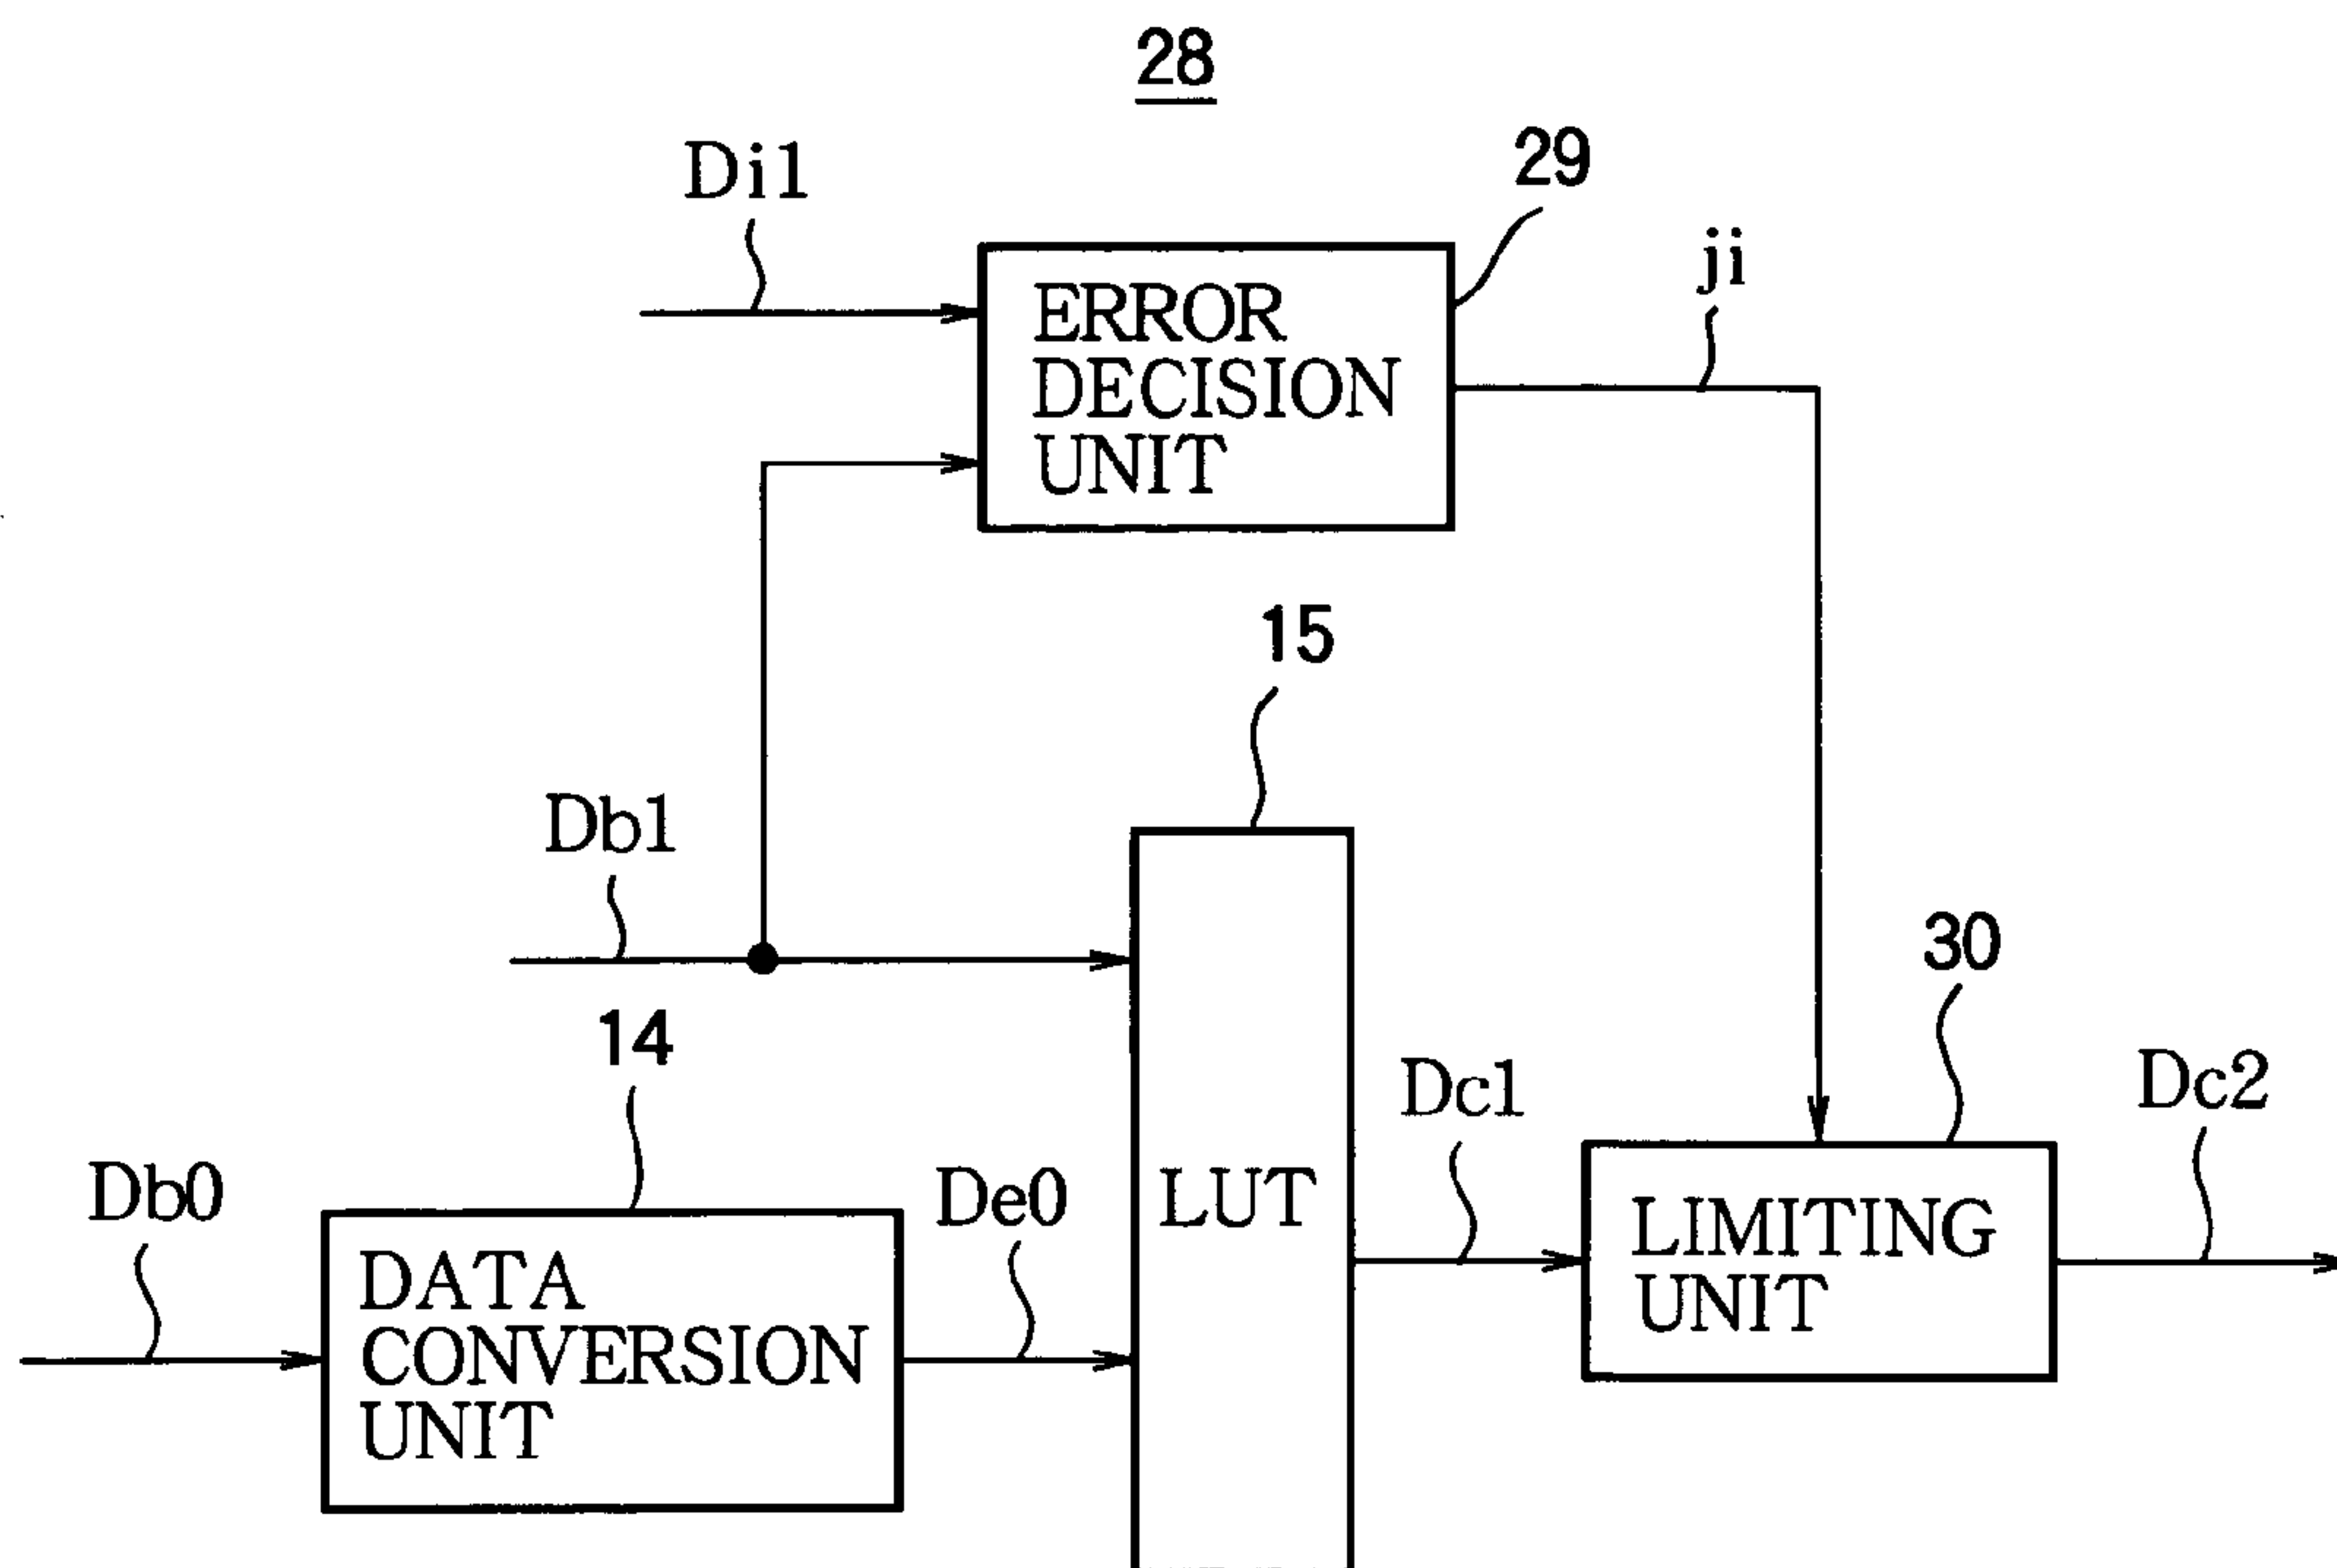 28
Di1
29
ji
ERROR
DECISION
UNIT
15
Db1
14
30
Dc1
Dc2
Db0
De0
LUT
DATA
CONVERSION
UNIT
LIMITING
UNIT